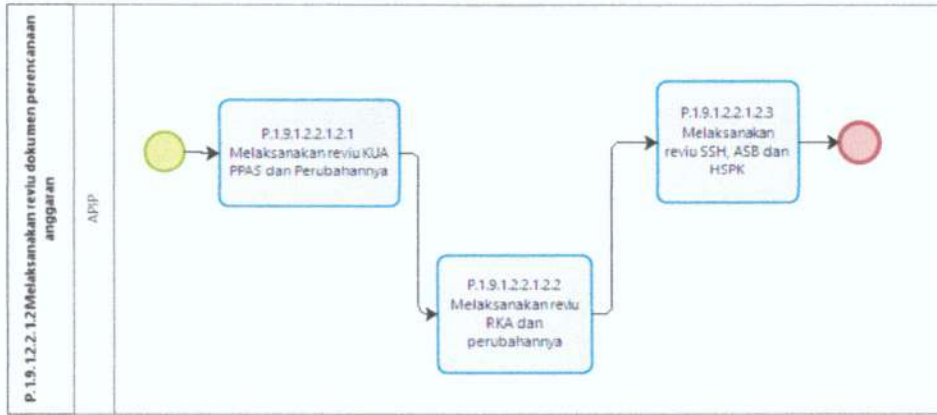 P.1.9.1.2.2.1.2 Melaksanakan reviu dokumen perencanaan
anggaran
APIP
P.1.9.1.2.2.1.2.1
Melaksanakan reviu KUA
PPAS dan Perubahannya
P.1.9.1.2.2.1.2.2
Melaksanakan reviu
RKA dan
perubahannya
P.1.9.1.2.2.1.2.3
Melaksanakan
reviu SSH, ASB dan
HSPK